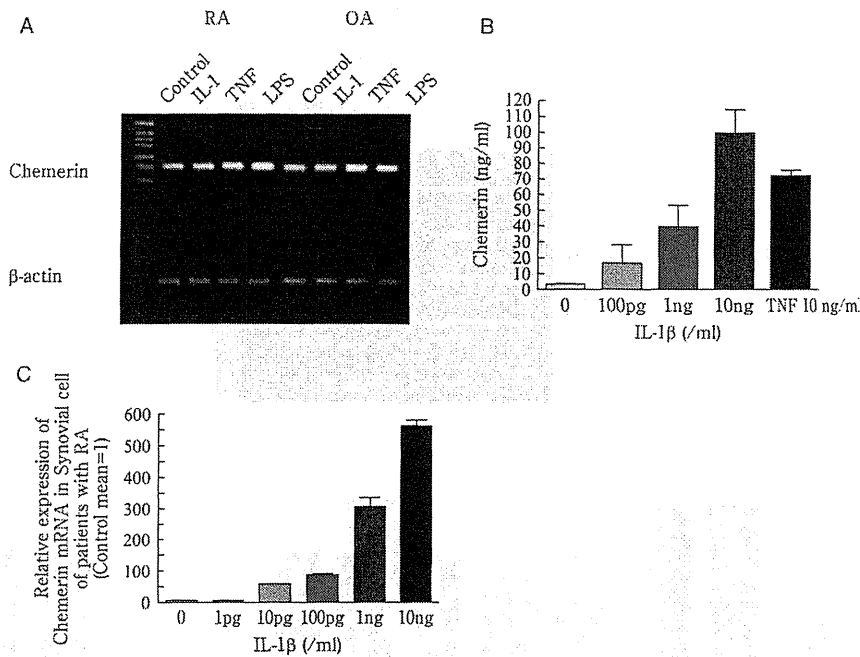 A
RA OA
Control IL-1 TNF LPS Control IL-1 TNF LPS
Chemerin
β-actin
B
Chemerin (ng/ml)
120
110
100
90
80
70
60
50
40
30
20
10
0
0 100pg 1ng 10ng TNF 10 ng/ml
IL-1β (/ml)
C
Relative expression of
Chemerin mRNA in Synovial cell
of patients with RA
(Control mean=1)
600
500
400
300
200
100
0
0 1pg 10pg 100pg 1ng 10ng
IL-1β (/ml)